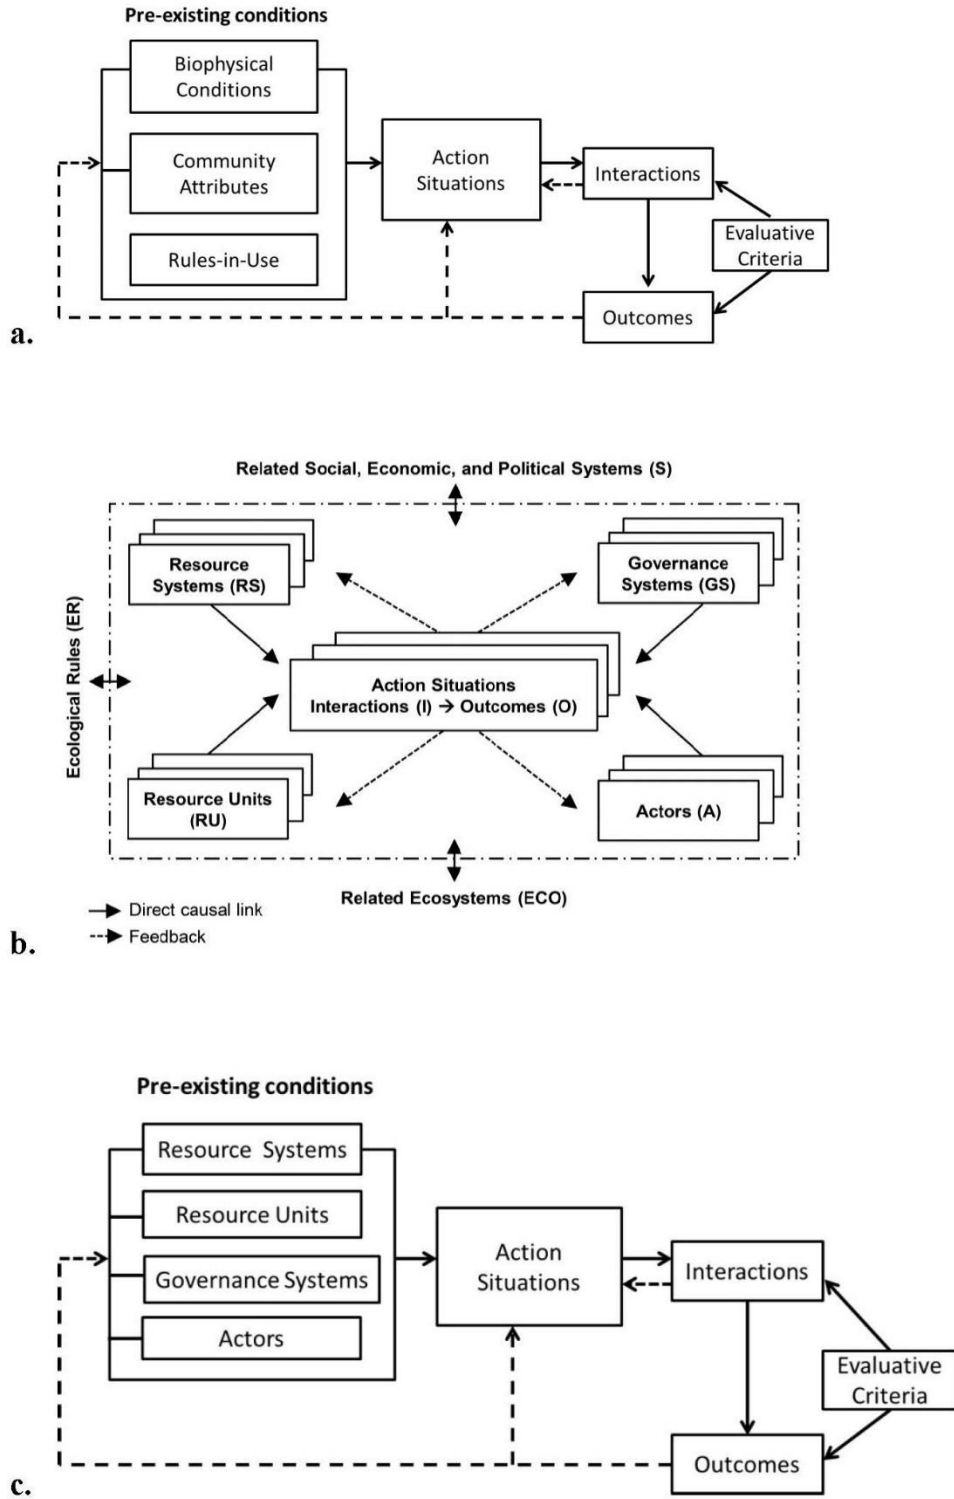 Pre-existing conditions
Biophysical
Conditions
Community
Attributes
Rules-in-Use
Action
Situations
Interactions
Evaluative
Criteria
Outcomes
a.
Related Social, Economic, and Political Systems (S)
Resource
Systems (RS)
Governance
Systems (GS)
Ecological Rules (ER)
Action Situations
Interactions (I) → Outcomes (O)
Resource Units
(RU)
Actors (A)
Related Ecosystems (ECO)
Direct causal link
Feedback
b.
Pre-existing conditions
Resource Systems
Resource Units
Governance Systems
Actors
Action
Situations
Interactions
Evaluative
Criteria
Outcomes
c.